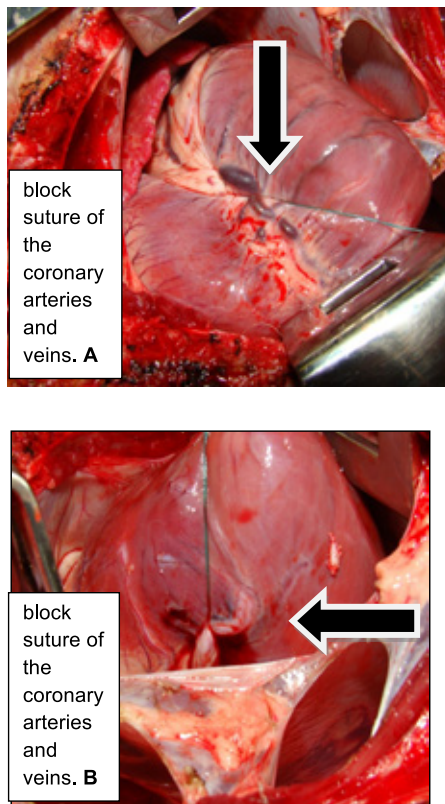 block
suture of
the
coronary
arteries
and
veins. A
block
suture of
the
coronary
arteries
and
veins. B